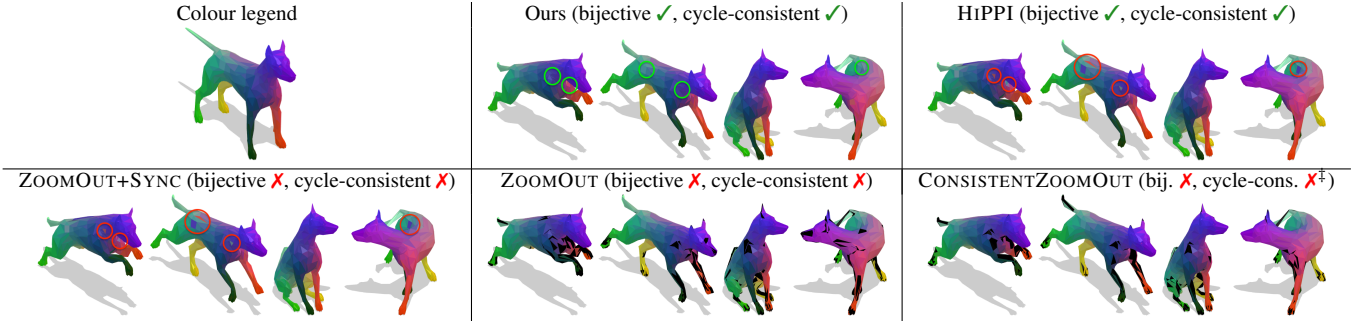 Colour legend
Ours (bijective ✓, cycle-consistent ✓)
HIPPI (bijective ✓, cycle-consistent ✓)
ZOOMOUT+SYNC (bijective ✗, cycle-consistent ✗)
ZOOMOUT (bijective ✗, cycle-consistent ✗)
CONSISTENTZOOMOUT (bij. ✗, cycle-cons. ✗‡)